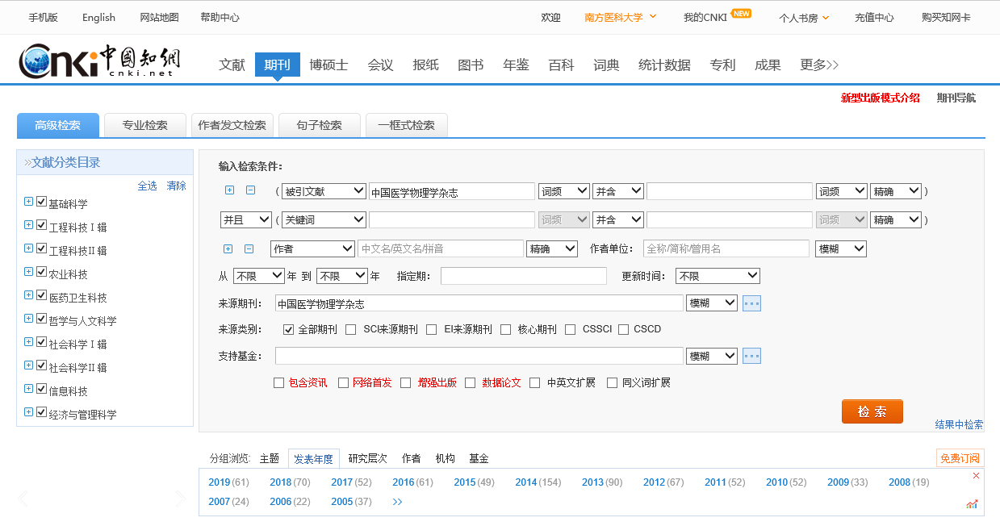 手机版 English 网站地图 帮助中心 欢迎 南方医科大学 我的CNKI NEW 个人书房 充值中心 购买知网卡
Cnki 中国知网
cnki.net
文献 期刊 博硕士 会议 报纸 图书 年鉴 百科 词典 统计数据 专利 成果 更多>>
新型出版模式介绍 期刊导航
高级检索 专业检索 作者发文检索 句子检索 一框式检索
»文献分类目录
全选 清除
基础科学
工程科技Ⅰ辑
工程科技II辑
农业科技
医药卫生科技
哲学与人文科学
社会科学Ⅰ辑
社会科学II辑
信息科技
经济与管理科学
输入检索条件:
( 被引文献 中国医学物理学杂志 词频 并含 词频 精确 )
并且 ( 关键词 词频 并含 词频 精确 )
作者 中文名/英文名/拼音 精确 作者单位: 全称/简称/曾用名 模糊
从 不限 年 到 不限 年 指定期: 更新时间: 不限
来源期刊: 中国医学物理学杂志 模糊 ...
来源类别: 全部期刊 SCI来源期刊 EI来源期刊 核心期刊 CSSCI CSCD
支持基金: 模糊 ...
包含资讯 网络首发 增强出版 数据论文 中英文扩展 同义词扩展
检 索
结果中检索
分组浏览: 主题 发表年度 研究层次 作者 机构 基金 免费订阅
2019(61) 2018(70) 2017(52) 2016(61) 2015(49) 2014(154) 2013(90) 2012(67) 2011(52) 2010(52) 2009(33) 2008(19)
2007(24) 2006(22) 2005(37) >>